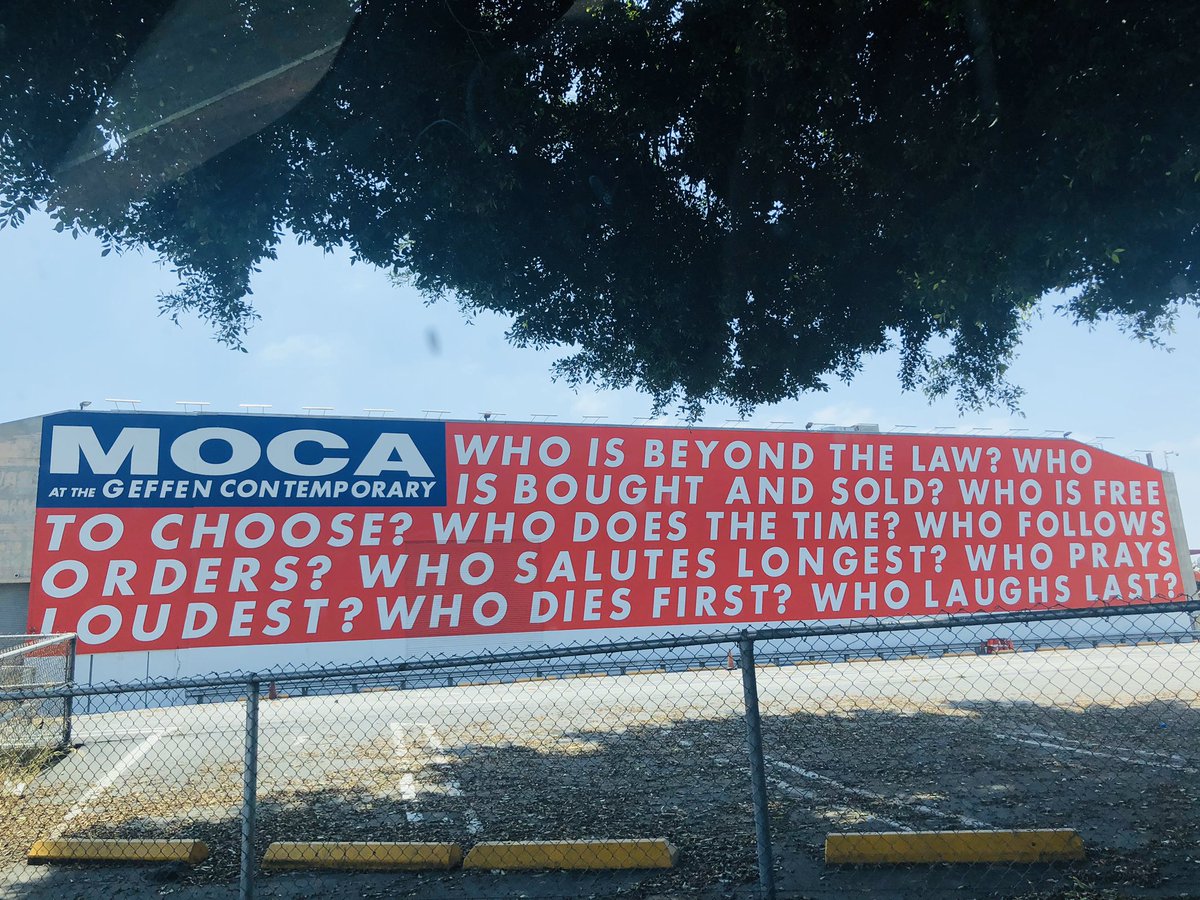 MOCA
AT THE GEFFEN CONTEMPORARY
WHO IS BEYOND THE LAW? WHO
IS BOUGHT AND SOLD? WHO IS FREE
TO CHOOSE? WHO DOES THE TIME? WHO FOLLOWS
ORDERS? WHO SALUTES LONGEST? WHO PRAYS
LOUDEST? WHO DIES FIRST? WHO LAUGHS LAST?